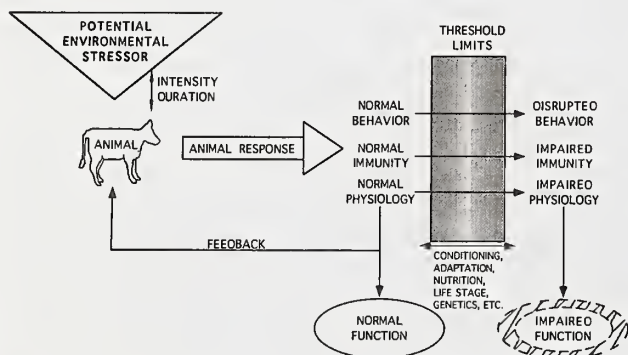 POTENTIAL
ENVIRONMENTAL
STRESSOR
INTENSITY
OURATION
ANIMAL
ANIMAL RESPONSE
THRESHOLD
LIMITS
NORMAL
BEHAVIOR
DISRUPTEO
BEHAVIOR
NORMAL
IMMUNITY
IMPAIRED
IMMUNITY
NORMAL
PHYSIOLOGY
IMPAIREO
PHYSIOLOGY
FEEOBACK
CONDITIONING,
ADAPTATION,
NUTRITION,
LIFE STAGE,
GENETICS, ETC.
NORMAL
FUNCTION
IMPAIREO
FUNCTION